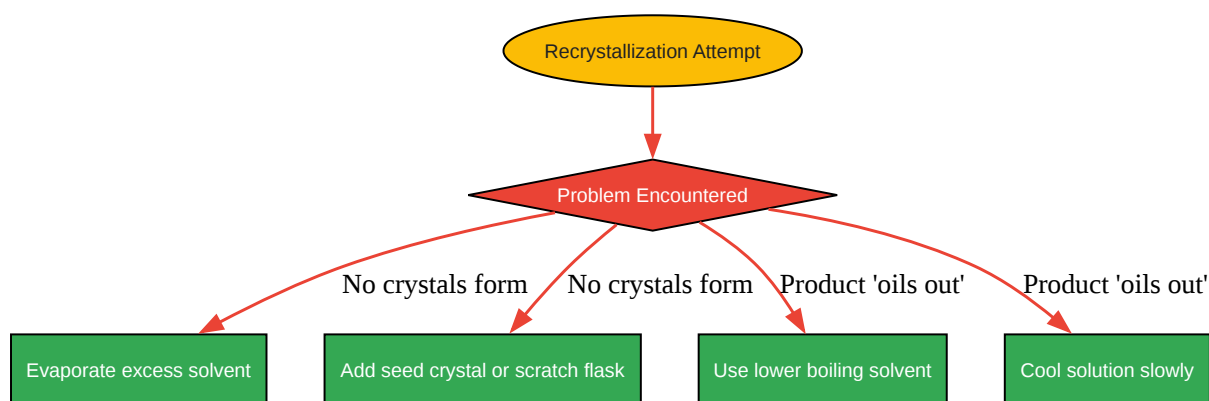 Recrystallization Attempt
Problem Encountered
No crystals form
No crystals form
Product 'oils out'
Product 'oils out'
Evaporate excess solvent
Add seed crystal or scratch flask
Use lower boiling solvent
Cool solution slowly